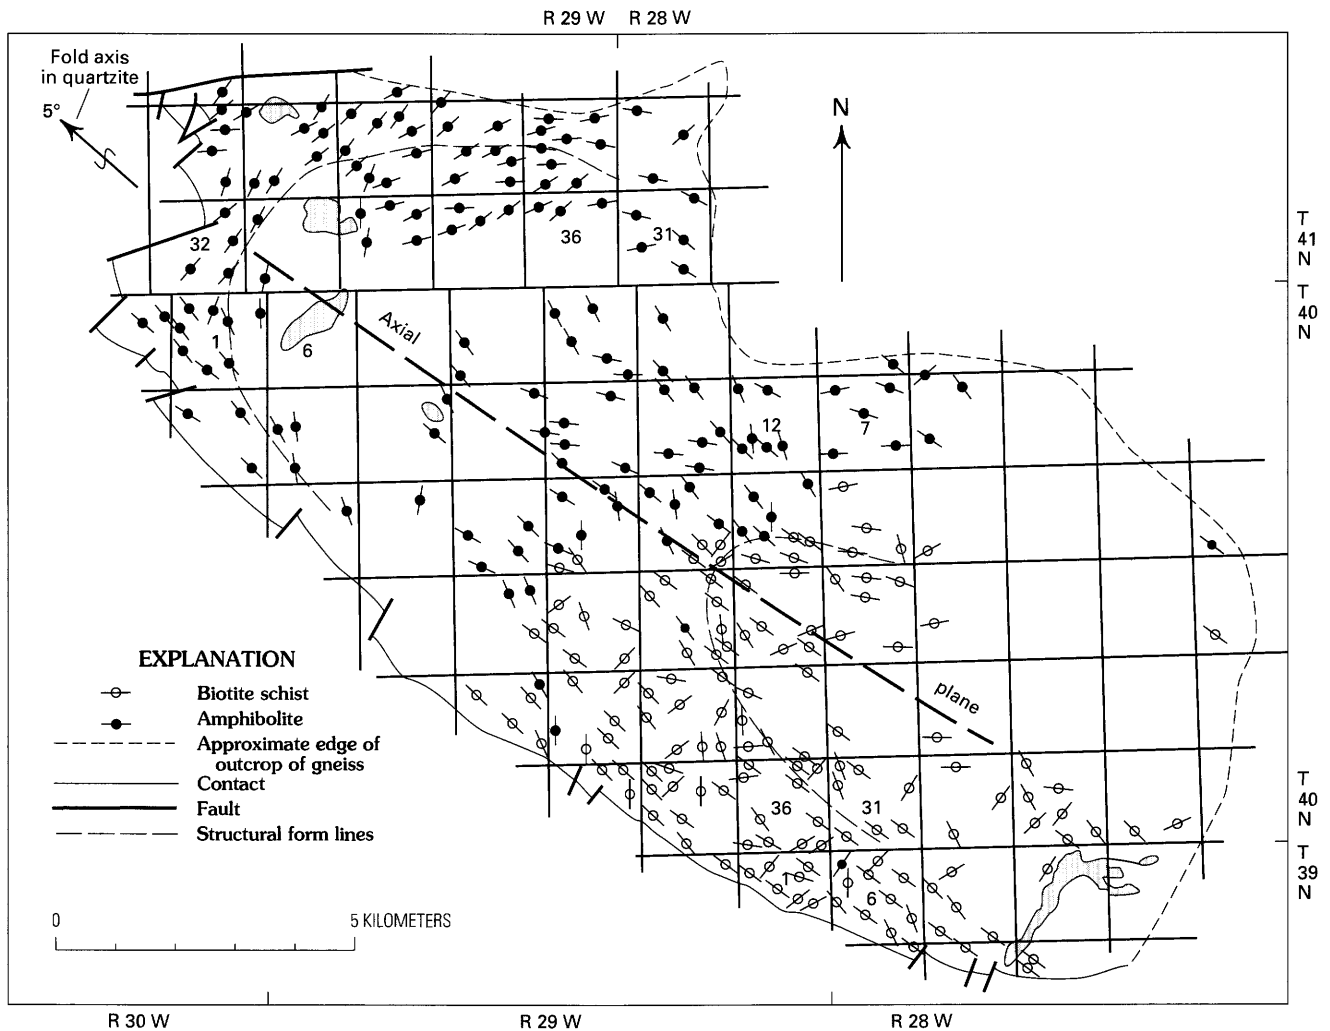 R 29 W R 28 W
Fold axis
in quartzite
5°
N
T
41
N
32
36
31
T
40
N
1
6
Axial
12
7
plane
EXPLANATION
Biotite schist
Amphibolite
Approximate edge of
outcrop of gneiss
Contact
Fault
Structural form lines
36
31
T
40
N
T
39
N
1
6
0 5 KILOMETERS
R 30 W R 29 W R 28 W